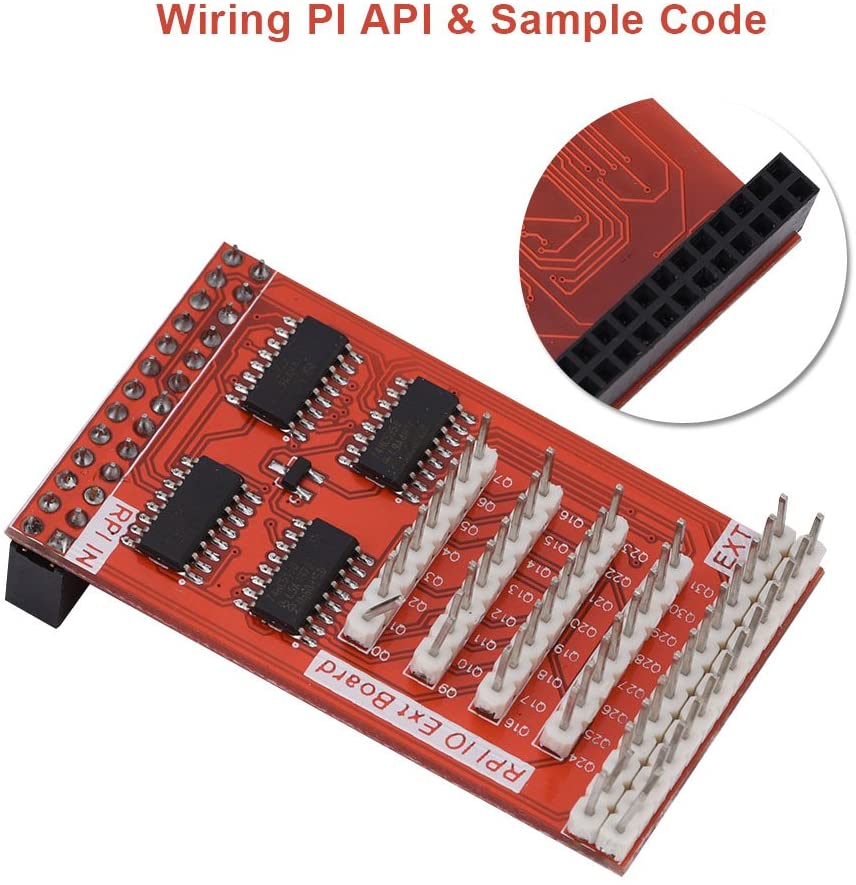 Wiring PI API & Sample Code
RPI IN
EXT
Q7
Q6
Q5
Q4
Q3
Q2
Q1
Q0
Q16
Q15
Q14
Q13
Q12
Q11
Q10
Q9
Q23
Q22
Q21
Q20
Q19
Q18
Q17
Q16
Q31
Q30
Q29
Q28
Q27
Q26
Q25
Q24
RPI IO Ext Board